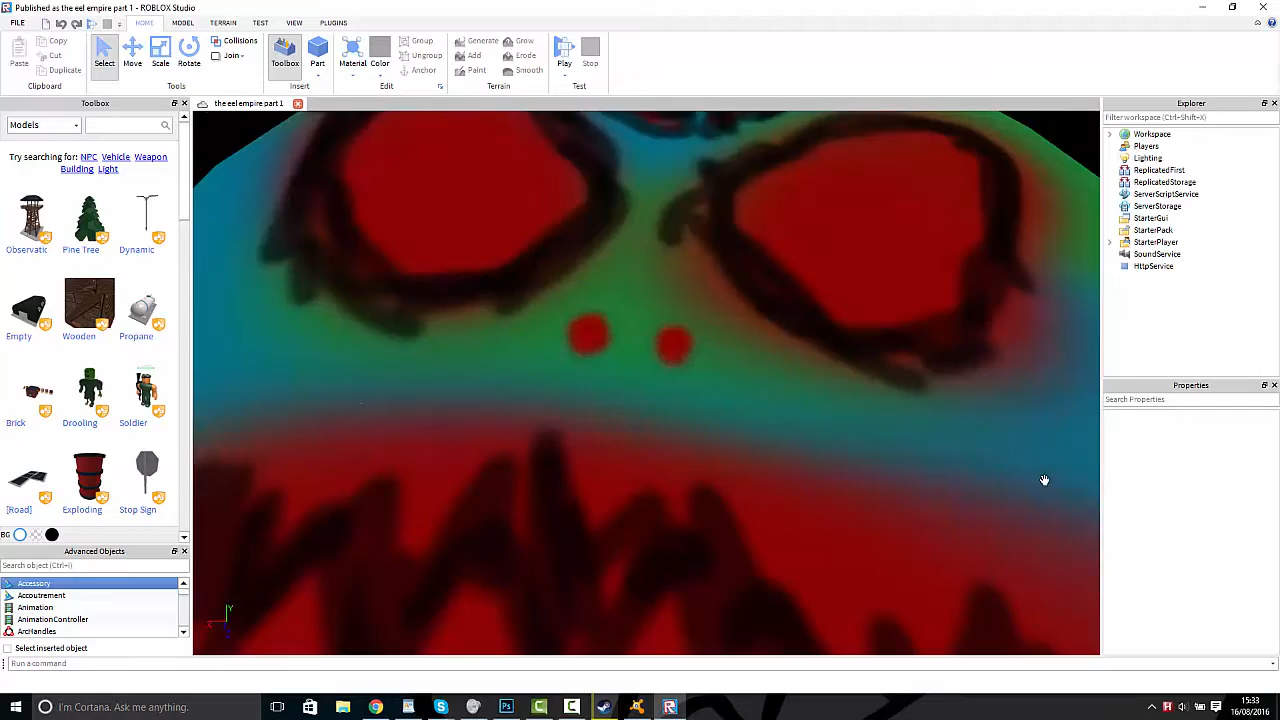 Published as the eel empire part 1 - ROBLOX Studio
FILE HOME MODEL TERRAIN TEST VIEW PLUGINS
Paste Copy Cut Duplicate Select Move Scale Rotate Collisions Join Toolbox Part Material Color Group Ungroup Anchor Generate Add Paint Grow Erode Smooth Play Stop
Clipboard Tools Insert Edit Terrain Test
Toolbox
Models
Try searching for: NPC Vehicle Weapon
Building Light
Observatic Pine Tree Dynamic
Empty Wooden Propane
Brick Drooling Soldier
[Road] Exploding Stop Sign
BG
Advanced Objects
Search object (Ctrl+I)
Accessory
Accoutrement
Animation
AnimationController
ArcHandles
Select inserted object
Run a command
the eel empire part 1
X Y
Explorer
Filter workspace (Ctrl+Shift+X)
Workspace
Players
Lighting
ReplicatedFirst
ReplicatedStorage
ServerScriptService
ServerStorage
StarterGui
StarterPack
StarterPlayer
SoundService
HttpService
Properties
Search Properties
I'm Cortana. Ask me anything.
15:33
16/08/2016